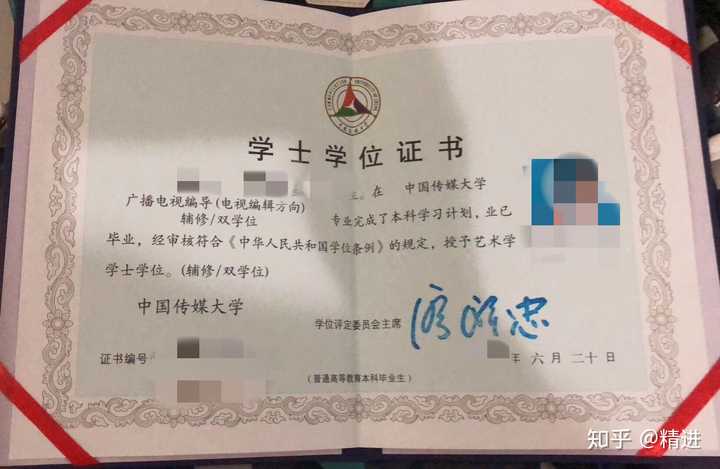 学士学位证书
在 中国传媒大学
广播电视编导(电视编辑方向)
辅修/双学位 专业完成了本科学习计划，业已
毕业，经审核符合《中华人民共和国学位条例》的规定，授予艺术学
学士学位。(辅修/双学位)
中国传媒大学
学位评定委员会主席
证书编号
年 六 月 二 十 日
(普通高等教育本科毕业生)
知乎 @精进